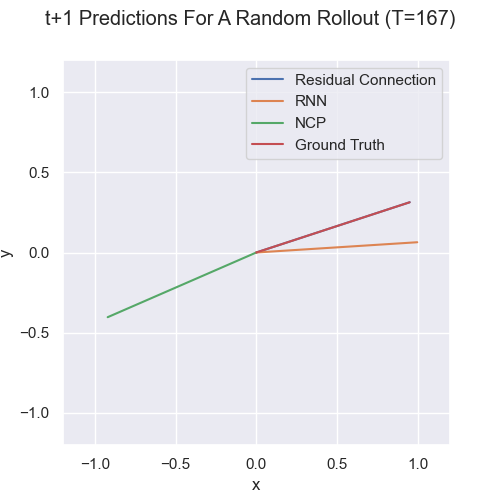 t+1 Predictions For A Random Rollout (T=167)
Residual Connection
RNN
NCP
Ground Truth
1.0
0.5
0.0
−0.5
−1.0
y
−1.0 −0.5 0.0 0.5 1.0
x